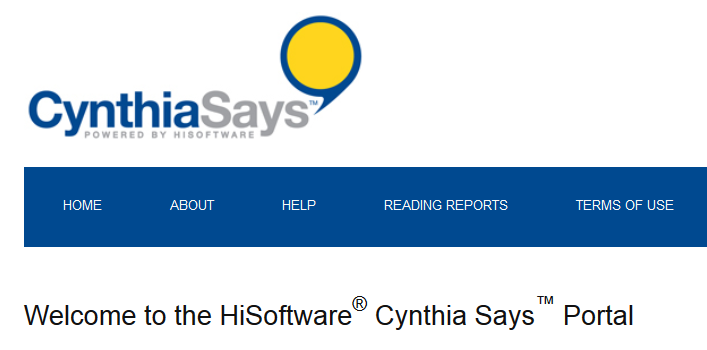 CynthiaSays™
POWERED BY HISOFTWARE
HOME ABOUT HELP READING REPORTS TERMS OF USE
Welcome to the HiSoftware® Cynthia Says™ Portal